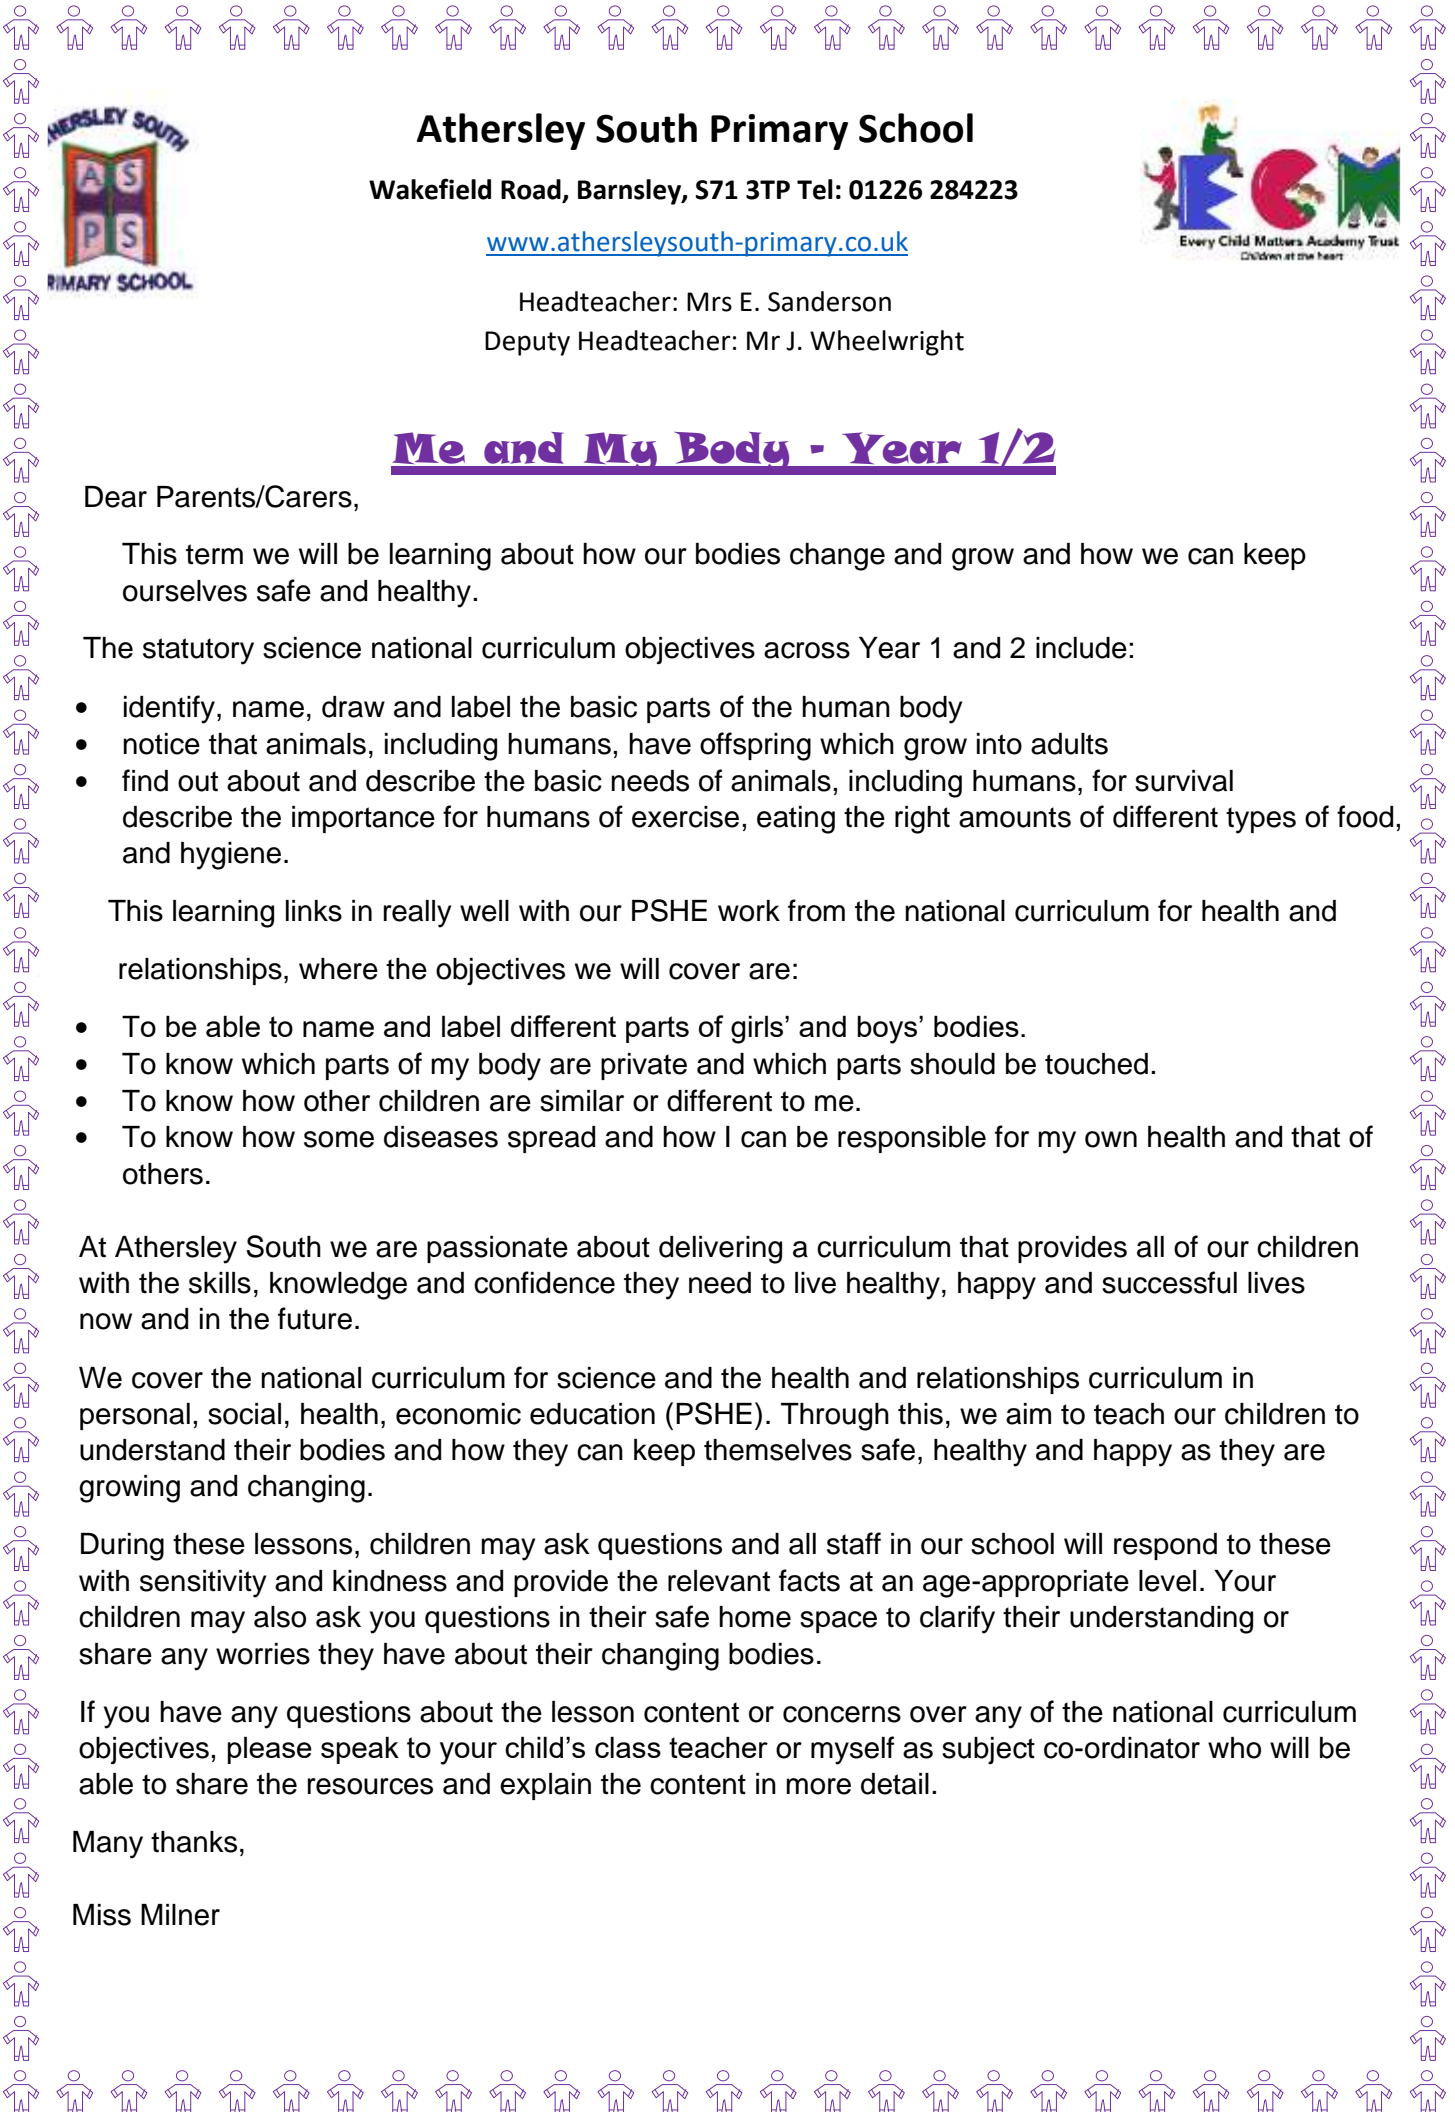 ATHERSLEY SOUTH
A S
P S
PRIMARY SCHOOL
Athersley South Primary School
Wakefield Road, Barnsley, S71 3TP Tel: 01226 284223
www.athersleysouth-primary.co.uk
Headteacher: Mrs E. Sanderson
Deputy Headteacher: Mr J. Wheelwright
ECM
Every Child Matters Academy Trust
Children at the heart
Me and My Body - Year 1/2
Dear Parents/Carers,
This term we will be learning about how our bodies change and grow and how we can keep
ourselves safe and healthy.
The statutory science national curriculum objectives across Year 1 and 2 include:
• identify, name, draw and label the basic parts of the human body
• notice that animals, including humans, have offspring which grow into adults
• find out about and describe the basic needs of animals, including humans, for survival
describe the importance for humans of exercise, eating the right amounts of different types of food,
and hygiene.
This learning links in really well with our PSHE work from the national curriculum for health and
relationships, where the objectives we will cover are:
• To be able to name and label different parts of girls’ and boys’ bodies.
• To know which parts of my body are private and which parts should be touched.
• To know how other children are similar or different to me.
• To know how some diseases spread and how I can be responsible for my own health and that of
others.
At Athersley South we are passionate about delivering a curriculum that provides all of our children
with the skills, knowledge and confidence they need to live healthy, happy and successful lives
now and in the future.
We cover the national curriculum for science and the health and relationships curriculum in
personal, social, health, economic education (PSHE). Through this, we aim to teach our children to
understand their bodies and how they can keep themselves safe, healthy and happy as they are
growing and changing.
During these lessons, children may ask questions and all staff in our school will respond to these
with sensitivity and kindness and provide the relevant facts at an age-appropriate level. Your
children may also ask you questions in their safe home space to clarify their understanding or
share any worries they have about their changing bodies.
If you have any questions about the lesson content or concerns over any of the national curriculum
objectives, please speak to your child’s class teacher or myself as subject co-ordinator who will be
able to share the resources and explain the content in more detail.
Many thanks,
Miss Milner